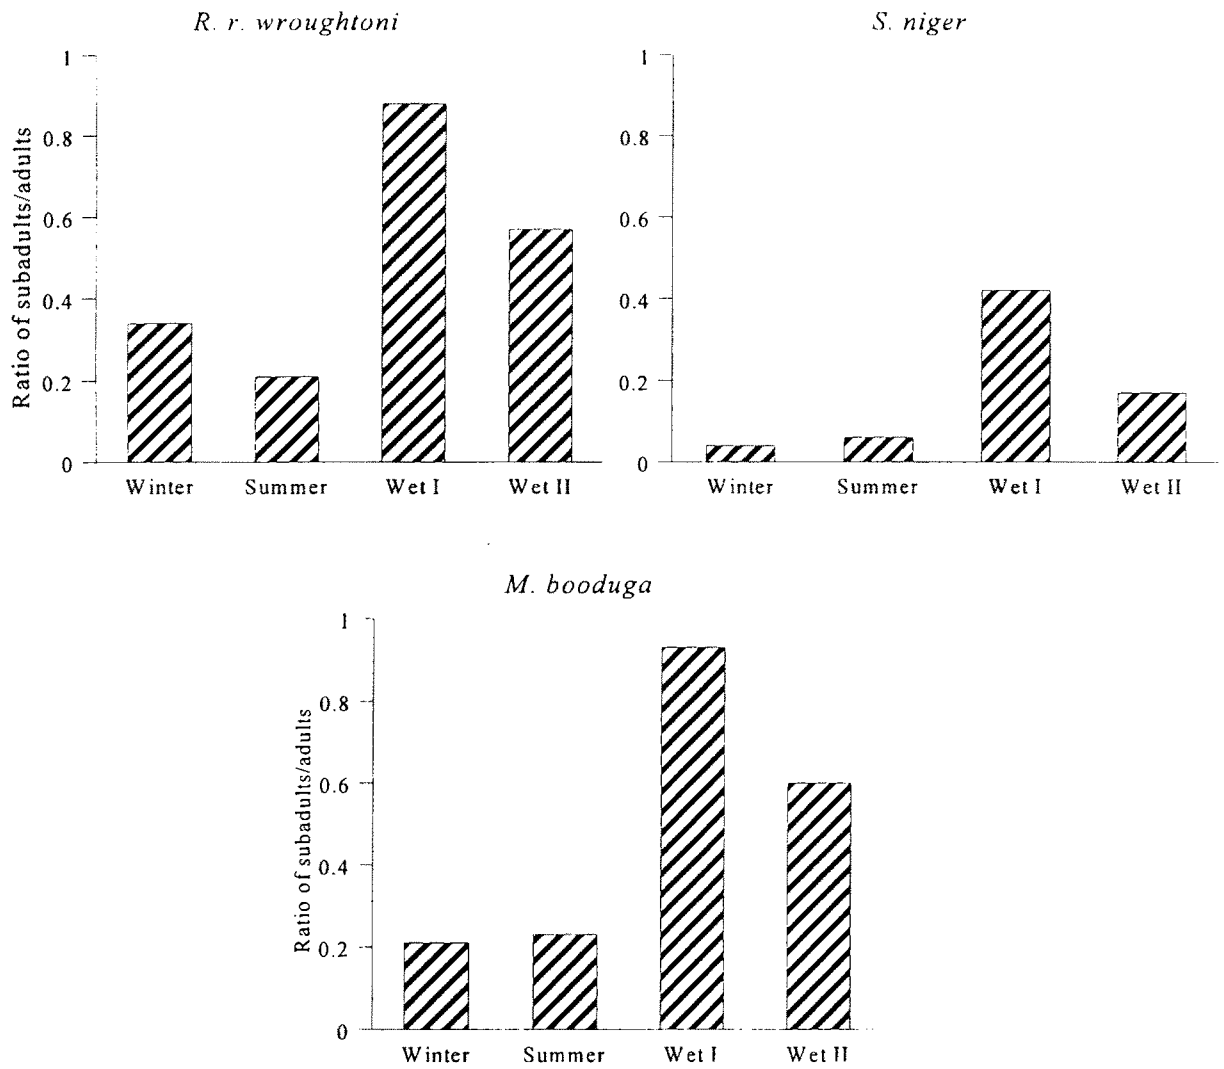 R. r. wroughtoni
Ratio of subadults/adults
1
0.8
0.6
0.4
0.2
0
Winter Summer Wet I Wet II
S. niger
1
0.8
0.6
0.4
0.2
0
Winter Summer Wet I Wet II
M. booduga
Ratio of subadults/adults
1
0.8
0.6
0.4
0.2
0
Winter Summer Wet I Wet II